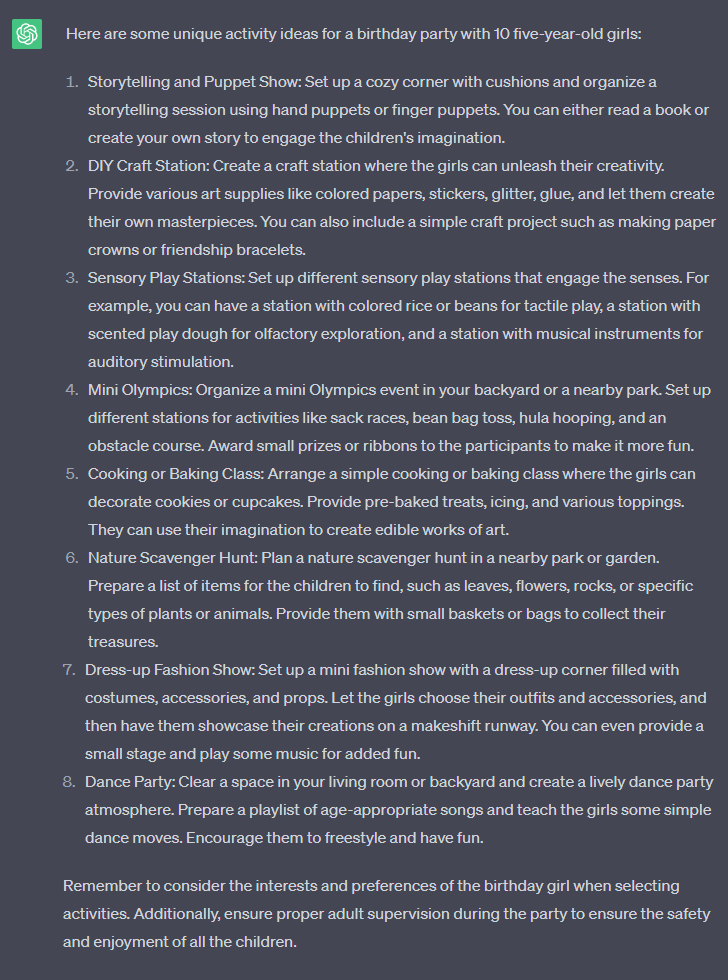 Here are some unique activity ideas for a birthday party with 10 five-year-old girls:
1. Storytelling and Puppet Show: Set up a cozy corner with cushions and organize a
storytelling session using hand puppets or finger puppets. You can either read a book or
create your own story to engage the children's imagination.
2. DIY Craft Station: Create a craft station where the girls can unleash their creativity.
Provide various art supplies like colored papers, stickers, glitter, glue, and let them create
their own masterpieces. You can also include a simple craft project such as making paper
crowns or friendship bracelets.
3. Sensory Play Stations: Set up different sensory play stations that engage the senses. For
example, you can have a station with colored rice or beans for tactile play, a station with
scented play dough for olfactory exploration, and a station with musical instruments for
auditory stimulation.
4. Mini Olympics: Organize a mini Olympics event in your backyard or a nearby park. Set up
different stations for activities like sack races, bean bag toss, hula hooping, and an
obstacle course. Award small prizes or ribbons to the participants to make it more fun.
5. Cooking or Baking Class: Arrange a simple cooking or baking class where the girls can
decorate cookies or cupcakes. Provide pre-baked treats, icing, and various toppings.
They can use their imagination to create edible works of art.
6. Nature Scavenger Hunt: Plan a nature scavenger hunt in a nearby park or garden.
Prepare a list of items for the children to find, such as leaves, flowers, rocks, or specific
types of plants or animals. Provide them with small baskets or bags to collect their
treasures.
7. Dress-up Fashion Show: Set up a mini fashion show with a dress-up corner filled with
costumes, accessories, and props. Let the girls choose their outfits and accessories, and
then have them showcase their creations on a makeshift runway. You can even provide a
small stage and play some music for added fun.
8. Dance Party: Clear a space in your living room or backyard and create a lively dance party
atmosphere. Prepare a playlist of age-appropriate songs and teach the girls some simple
dance moves. Encourage them to freestyle and have fun.
Remember to consider the interests and preferences of the birthday girl when selecting
activities. Additionally, ensure proper adult supervision during the party to ensure the safety
and enjoyment of all the children.